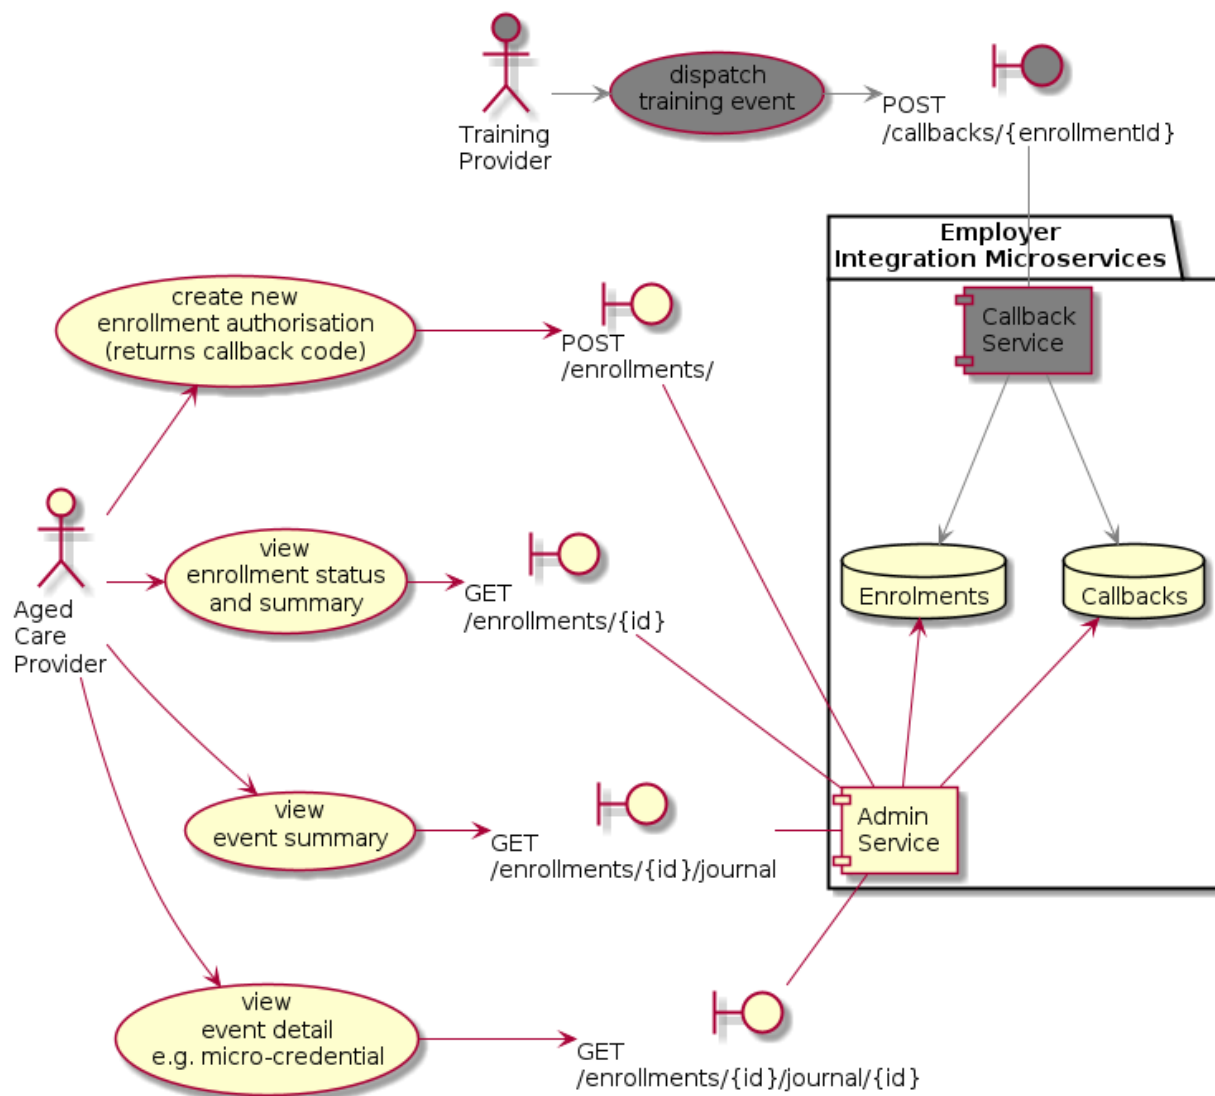 dispatch
training event
Training
Provider
POST
/callbacks/{enrollmentId}
Employer
Integration Microservices
Callback
Service
create new
enrollment authorisation
(returns callback code)
POST
/enrollments/
Aged
Care
Provider
view
enrollment status
and summary
GET
/enrollments/{id}
Enrolments
Callbacks
view
event summary
GET
/enrollments/{id}/journal
Admin
Service
view
event detail
e.g. micro-credential
GET
/enrollments/{id}/journal/{id}